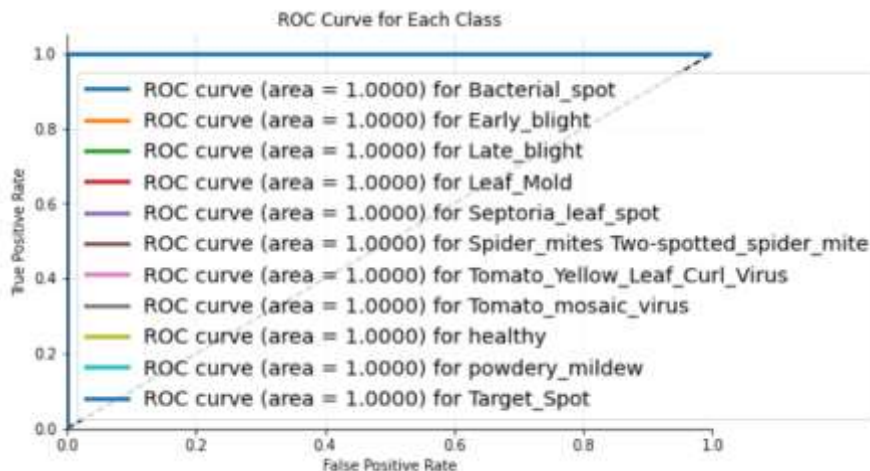 ROC Curve for Each Class
1.0
ROC curve (area = 1.0000) for Bacterial_spot
ROC curve (area = 1.0000) for Early_blight
0.8
ROC curve (area = 1.0000) for Late_blight
ROC curve (area = 1.0000) for Leaf_Mold
0.6
ROC curve (area = 1.0000) for Septoria_leaf_spot
ROC curve (area = 1.0000) for Spider_mites Two-spotted_spider_mite
0.4
ROC curve (area = 1.0000) for Tomato_Yellow_Leaf_Curl_Virus
ROC curve (area = 1.0000) for Tomato_mosaic_virus
0.2
ROC curve (area = 1.0000) for healthy
ROC curve (area = 1.0000) for powdery_mildew
ROC curve (area = 1.0000) for Target_Spot
0.0
True Positive Rate
0.0 0.2 0.4 0.6 0.8 1.0
False Positive Rate